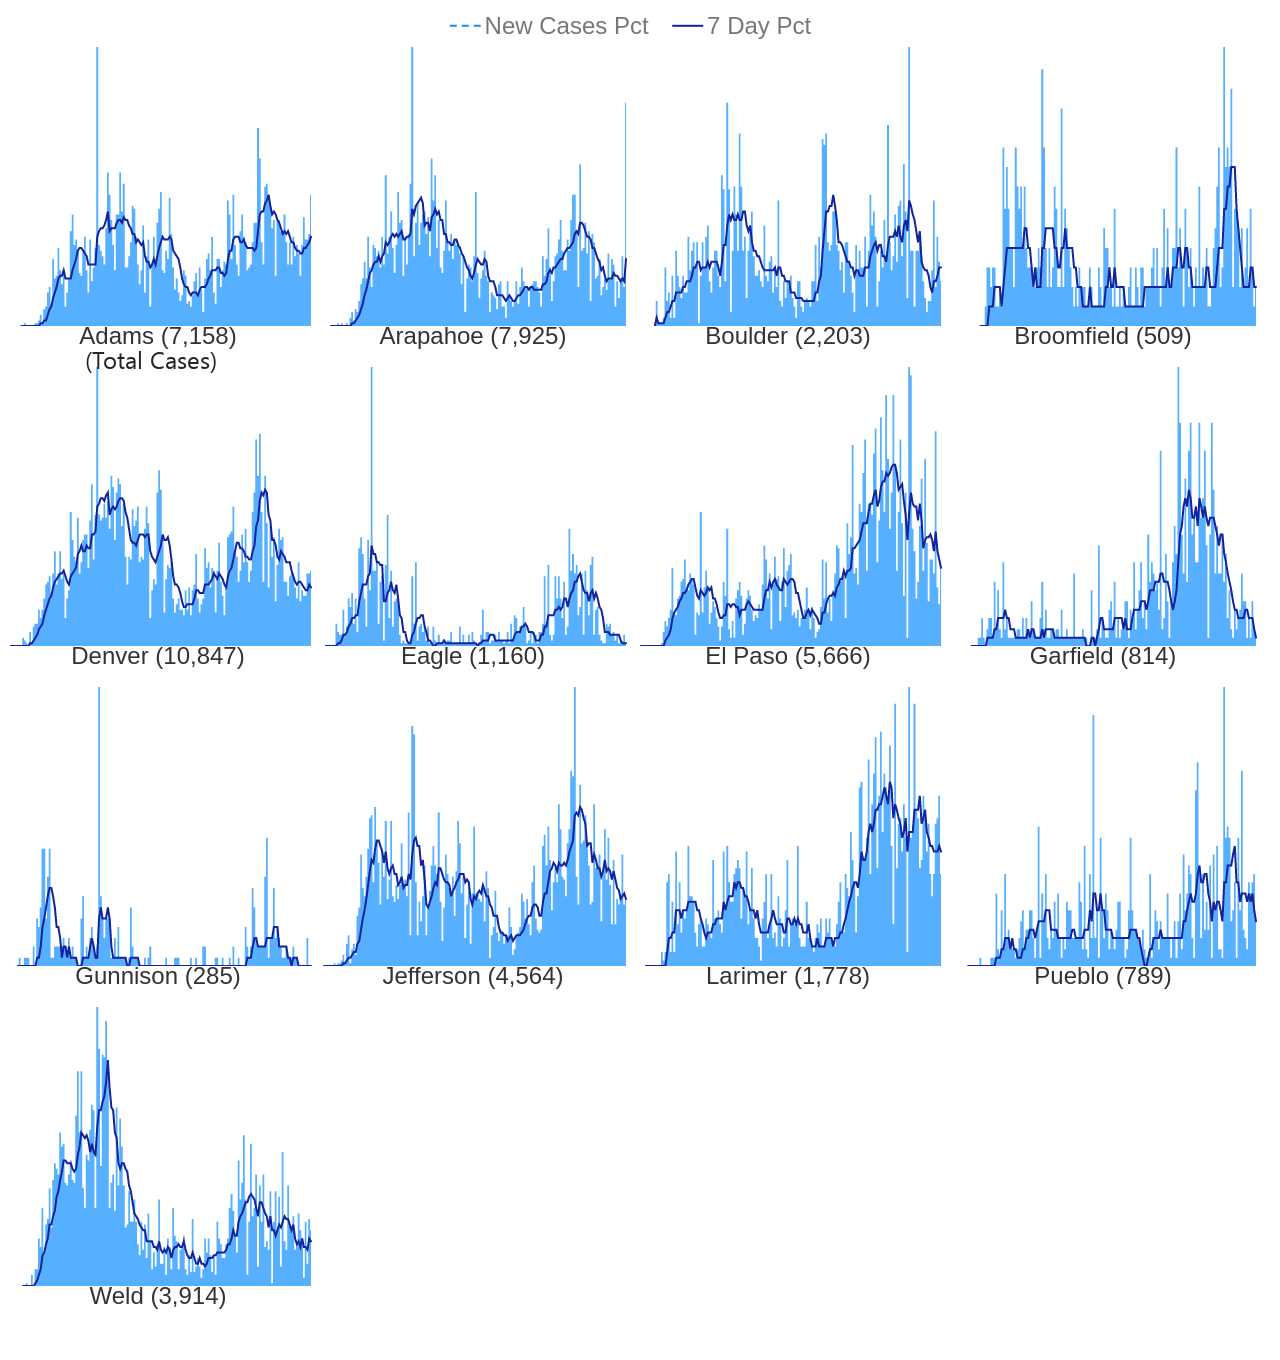 New Cases Pct 7 Day Pct
Adams (7,158) Arapahoe (7,925) Boulder (2,203) Broomfield (509)
(Total Cases)
Denver (10,847) Eagle (1,160) El Paso (5,666) Garfield (814)
Gunnison (285) Jefferson (4,564) Larimer (1,778) Pueblo (789)
Weld (3,914)